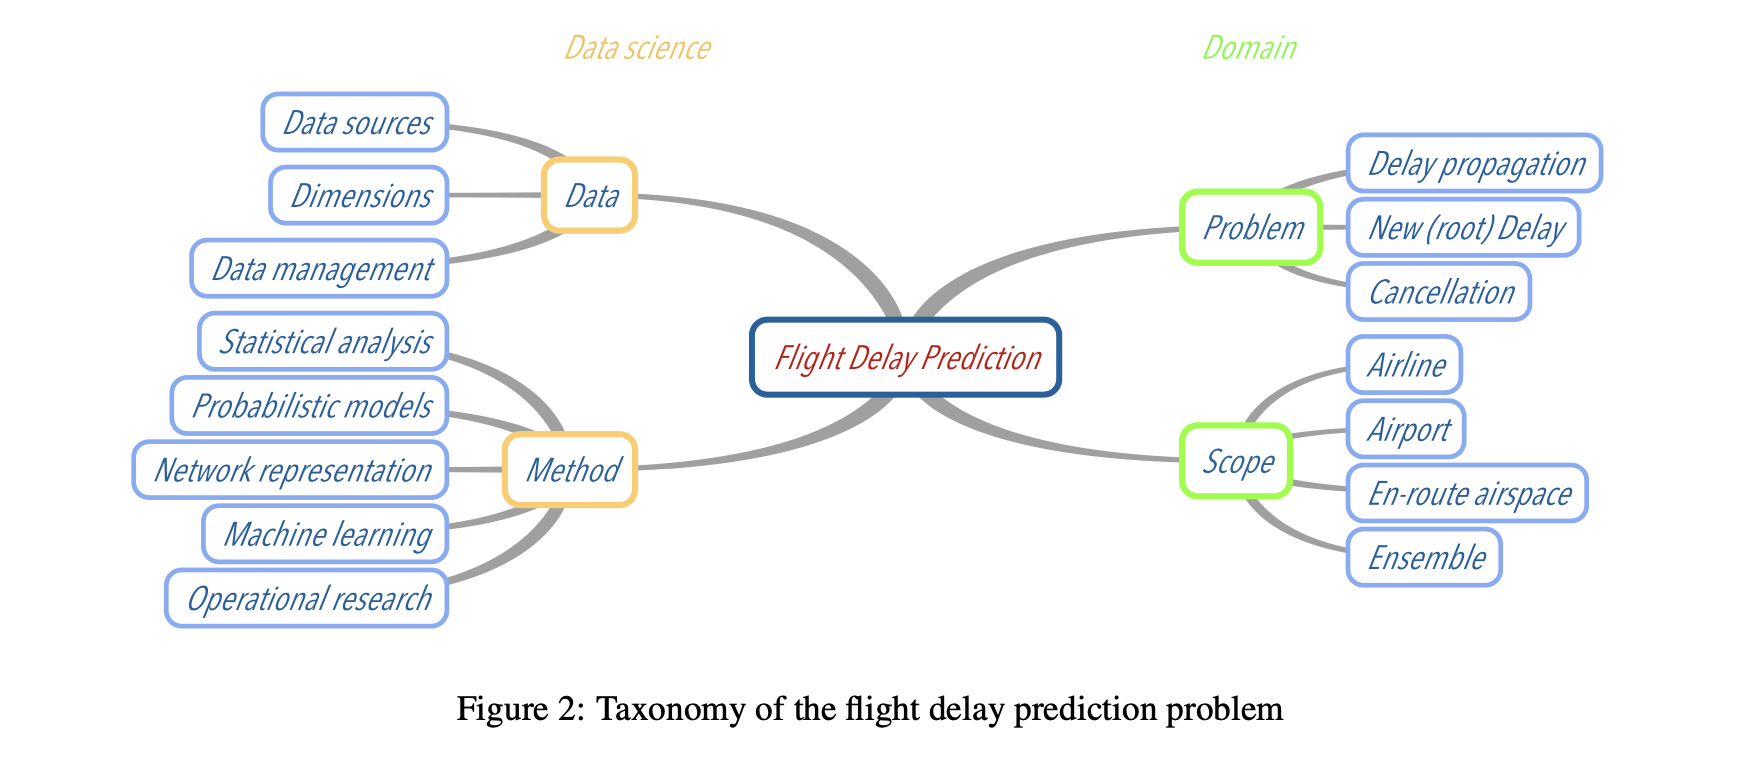 Data science
Domain
Data sources
Dimensions
Data management
Data
Statistical analysis
Probabilistic models
Network representation
Machine learning
Operational research
Method
Flight Delay Prediction
Problem
Delay propagation
New (root) Delay
Cancellation
Scope
Airline
Airport
En-route airspace
Ensemble
Figure 2: Taxonomy of the flight delay prediction problem